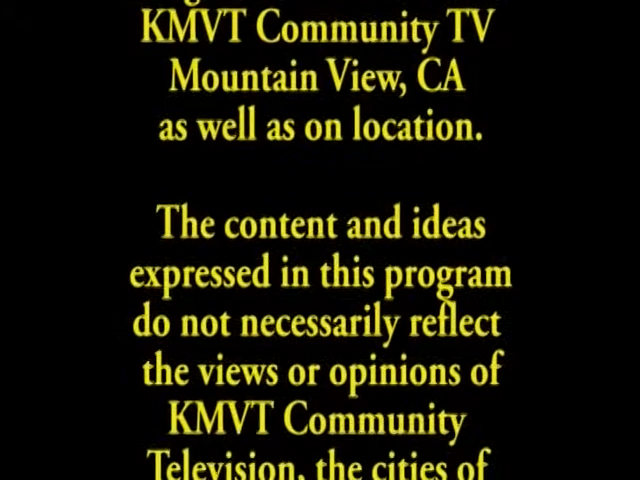 KMVT Community TV
Mountain View, CA
as well as on location.
The content and ideas
expressed in this program
do not necessarily reflect
the views or opinions of
KMVT Community
Television, the cities of